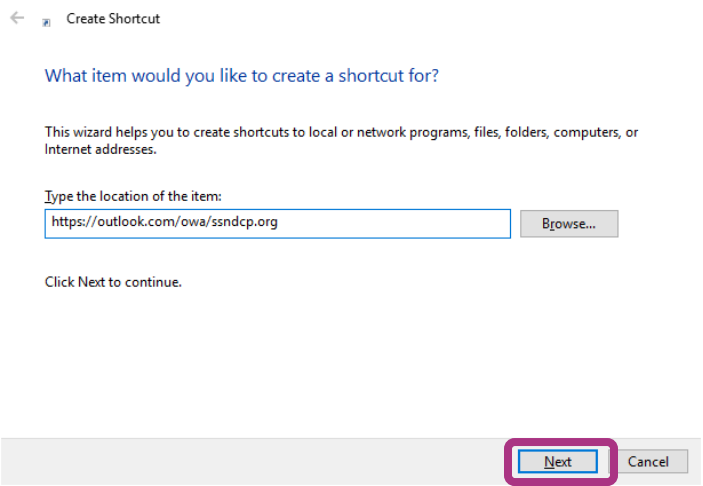 Create Shortcut
What item would you like to create a shortcut for?
This wizard helps you to create shortcuts to local or network programs, files, folders, computers, or
Internet addresses.
Type the location of the item:
https://outlook.com/owa/ssndcp.org
Browse...
Click Next to continue.
Next
Cancel